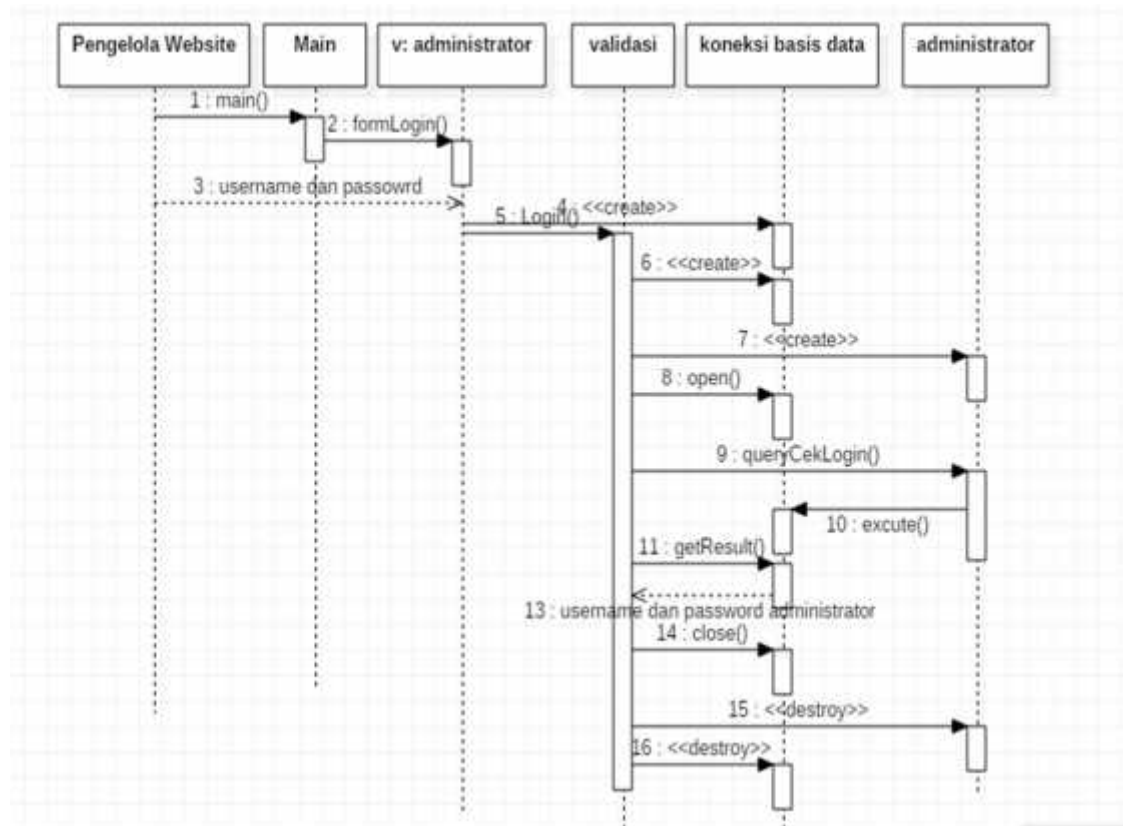 Pengelola Website
Main
v: administrator
validasi
koneksi basis data
administrator
1 : main()
2 : formLogin()
3 : username dan passowrd
4 : <<create>>
5 : Login()
6 : <<create>>
7 : <<create>>
8 : open()
9 : queryCekLogin()
10 : excute()
11 : getResult()
13 : username dan password administrator
14 : close()
15 : <<destroy>>
16 : <<destroy>>